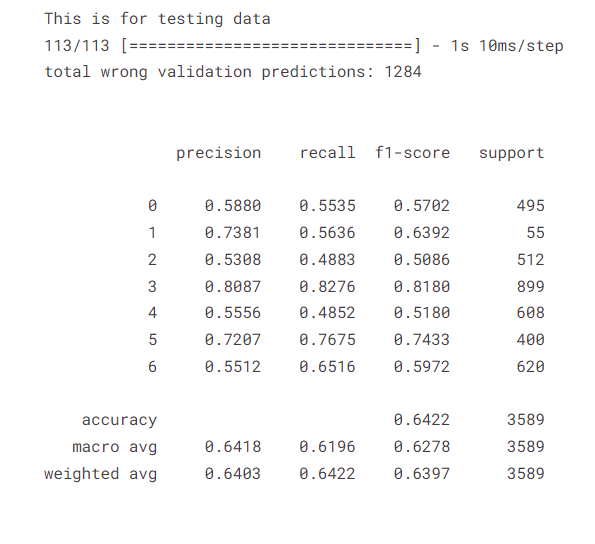 This is for testing data
113/113 [==============================] - 1s 10ms/step
total wrong validation predictions: 1284
precision recall f1-score support
0 0.5880 0.5535 0.5702 495
1 0.7381 0.5636 0.6392 55
2 0.5308 0.4883 0.5086 512
3 0.8087 0.8276 0.8180 899
4 0.5556 0.4852 0.5180 608
5 0.7207 0.7675 0.7433 400
6 0.5512 0.6516 0.5972 620
accuracy 0.6422 3589
macro avg 0.6418 0.6196 0.6278 3589
weighted avg 0.6403 0.6422 0.6397 3589